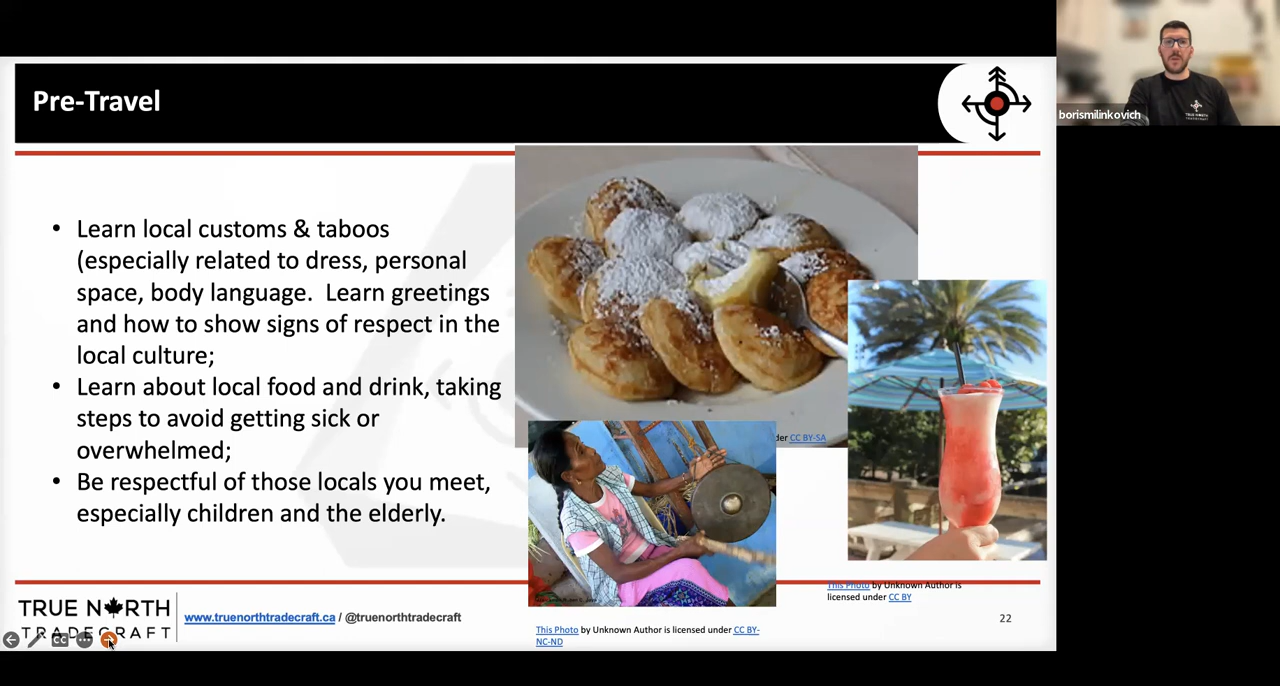 Pre-Travel
borismilinkovich
• Learn local customs & taboos
(especially related to dress, personal
space, body language.  Learn greetings
and how to show signs of respect in the
local culture;
• Learn about local food and drink, taking
steps to avoid getting sick or
overwhelmed;
• Be respectful of those locals you meet,
especially children and the elderly.
CC BY-SA
This Photo by Unknown Author is
licensed under CC BY
This Photo by Unknown Author is licensed under CC BY-
NC-ND
TRUE NORTH
TRADECRAFT
www.truenorthtradecraft.ca / @truenorthtradecraft
22
CC